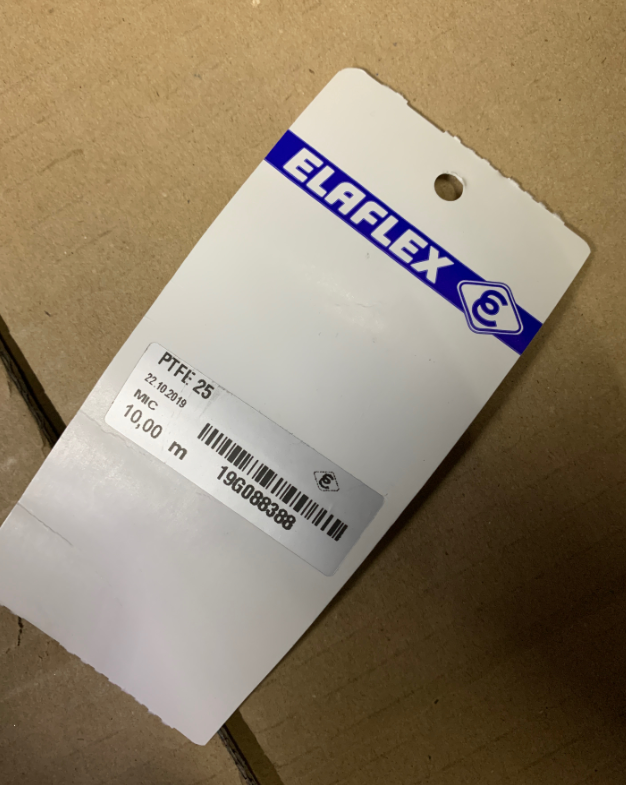 ELAFLEX
PTFE 25
22.10.2019
MIC
10,00 m
19G088388